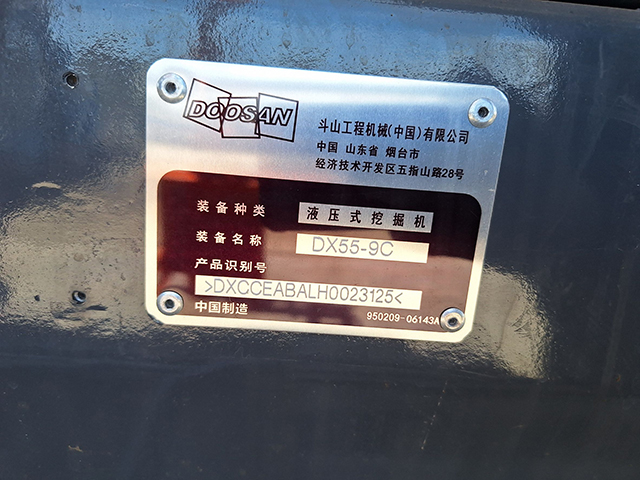 DOOSAN
斗山工程机械(中国)有限公司
中国 山东省 烟台市
经济技术开发区五指山路28号
装备种类 液压式挖掘机
装备名称 DX55-9C
产品识别号
>DXCCEABALH0023125<
中国制造 950209-06143A